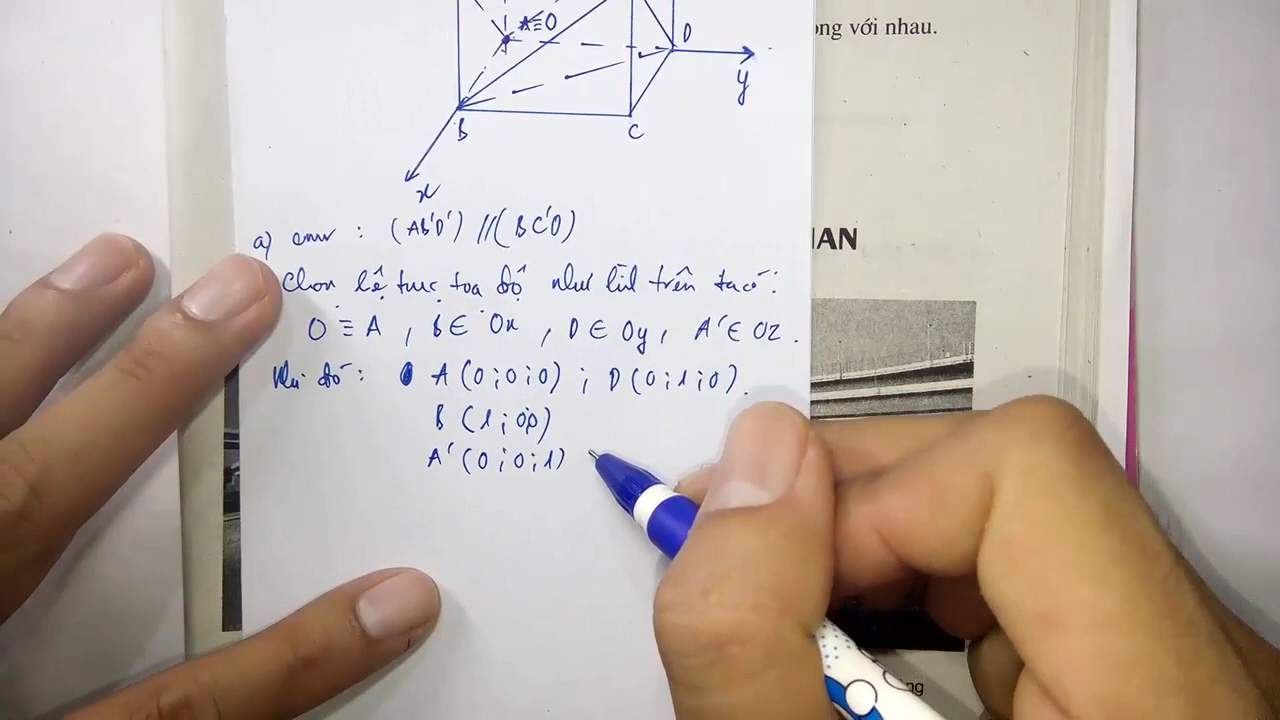 A≡O
D
y
B
C
x
ong với nhau.
a) cmr : (AB'D') // (BC'D)
IAN
Chọn hệ trục tọa độ như hình trên ta có:
O ≡ A , B ∈ Ox , D ∈ Oy , A' ∈ Oz .
Khi đó : A (0 ; 0 ; 0) ; D (0 ; 1 ; 0) .
B (1 ; 0; 0)
A' (0 ; 0 ; 1)